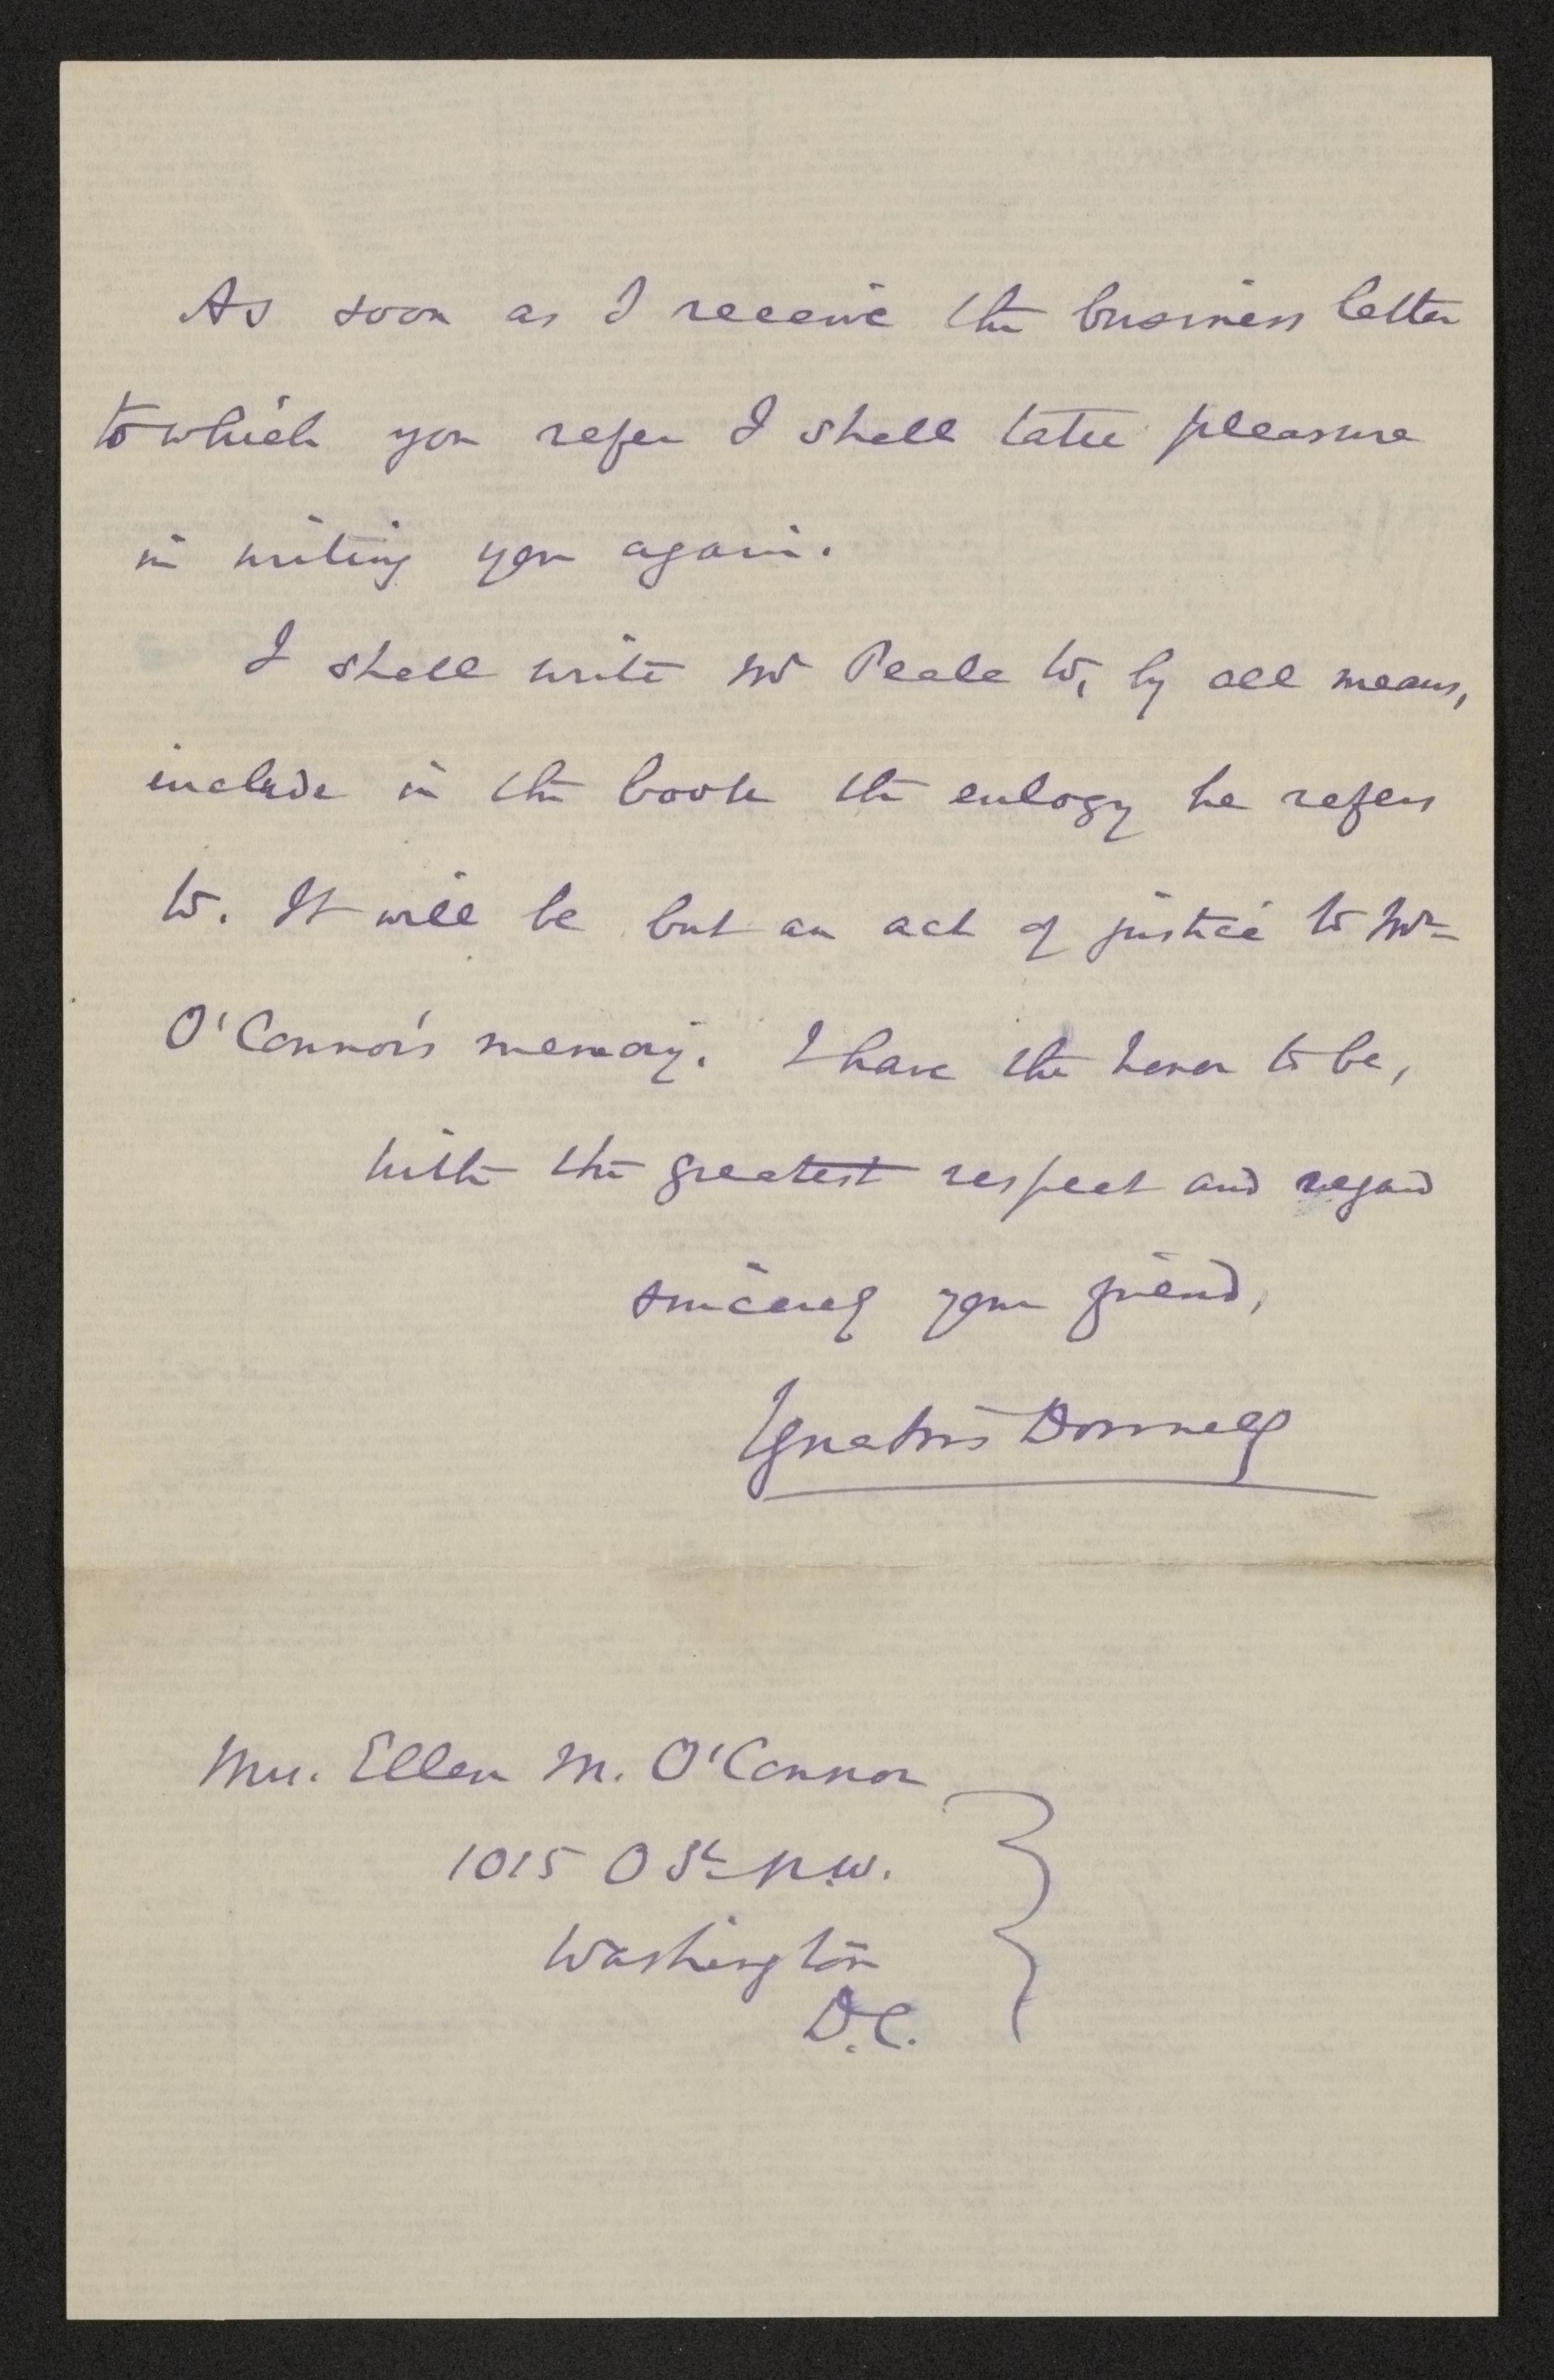 As soon as I receive the business letter
to which you refer I shall take pleasure
in writing you again.
I shall write Mr Peale to, by all means,
include in the book the eulogy he refers
to. It will be but an act of justice to Mr
O'Connor's memory. I have the honor to be,
with the greatest respect and regard
sincerely your friend,
Ignatius Donnelly
Mrs. Ellen M. O'Connor
1015 O St N.W.
Washington
D.C.